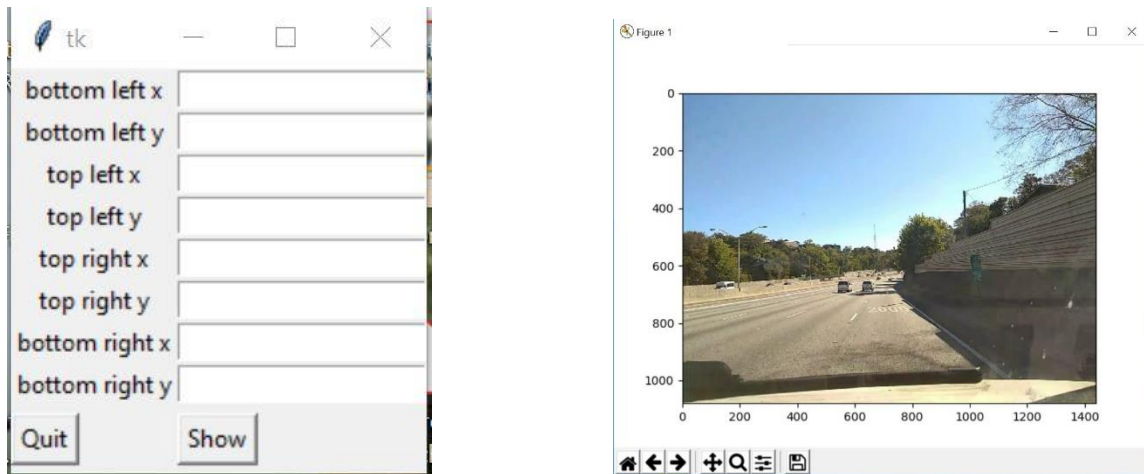 tk
bottom left x
bottom left y
top left x
top left y
top right x
top right y
bottom right x
bottom right y
Quit Show
Figure 1
0
200
400
600
800
1000
0 200 400 600 800 1000 1200 1400